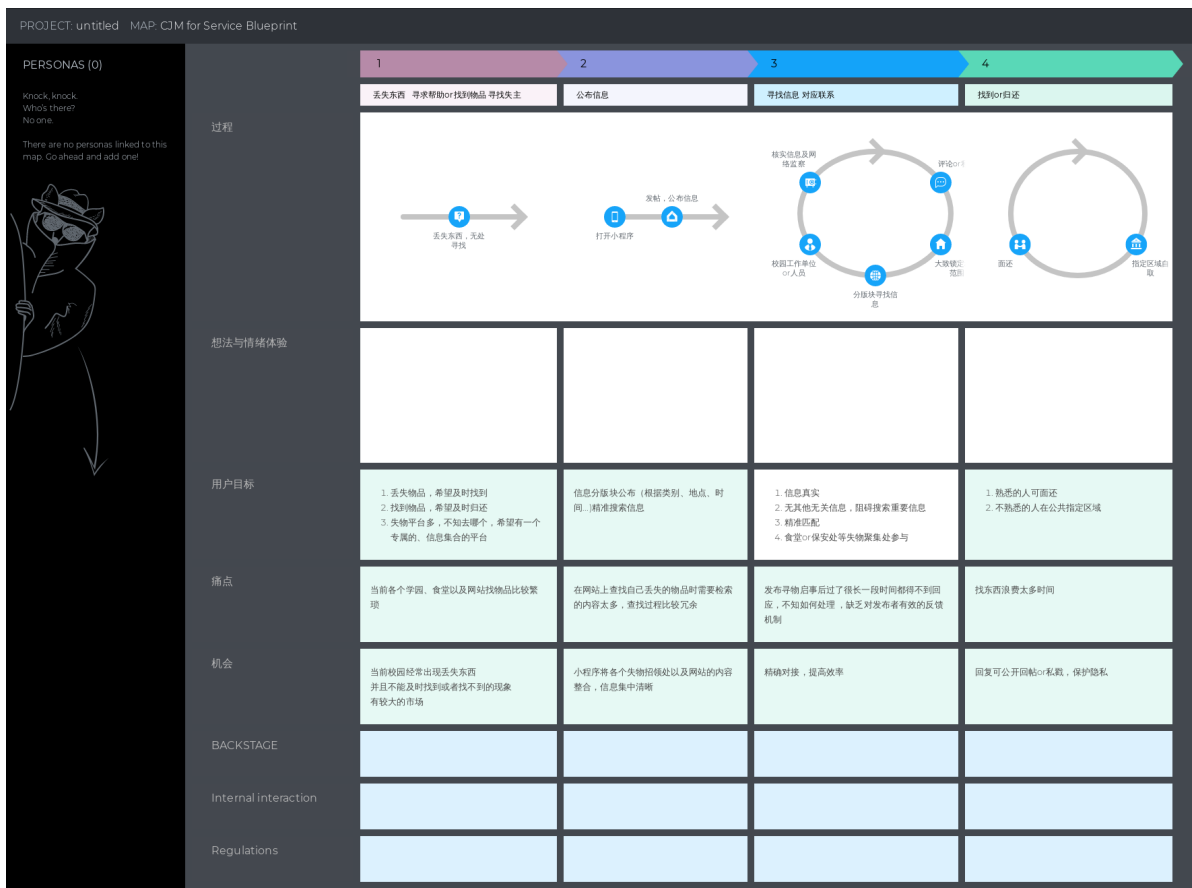 PROJECT: untitled MAP: CJM for Service Blueprint
PERSONAS (0)
Knock, knock.
Who's there?
No one.
There are no personas linked to this
map. Go ahead and add one!
1
2
3
4
丢失东西 寻求帮助or找到物品 寻找失主
公布信息
寻找信息 对应联系
找到or归还
过程
丢失东西，无处
寻找
打开小程序
发帖，公布信息
核实信息及网
络监察
评论or
校园工作单位
or人员
大致锁定
范围
分版块寻找信
息
面还
指定区域自
取
想法与情绪体验
用户目标
1. 丢失物品，希望及时找到
2. 找到物品，希望及时归还
3. 失物平台多，不知去哪个，希望有一个
专属的、信息集合的平台
信息分版块公布（根据类别、地点、时
间...)精准搜索信息
1. 信息真实
2. 无其他无关信息，阻碍搜索重要信息
3. 精准匹配
4. 食堂or保安处等失物聚集处参与
1. 熟悉的人可面还
2. 不熟悉的人在公共指定区域
痛点
当前各个学园、食堂以及网站找物品比较繁
琐
在网站上查找自己丢失的物品时需要检索
的内容太多，查找过程比较冗余
发布寻物启事后过了很长一段时间都得不到回
应，不知如何处理，缺乏对发布者有效的反馈
机制
找东西浪费太多时间
机会
当前校园经常出现丢失东西
并且不能及时找到或者找不到的现象
有较大的市场
小程序将各个失物招领处以及网站的内容
整合，信息集中清晰
精确对接，提高效率
回复可公开回帖or私戳，保护隐私
BACKSTAGE
Internal interaction
Regulations